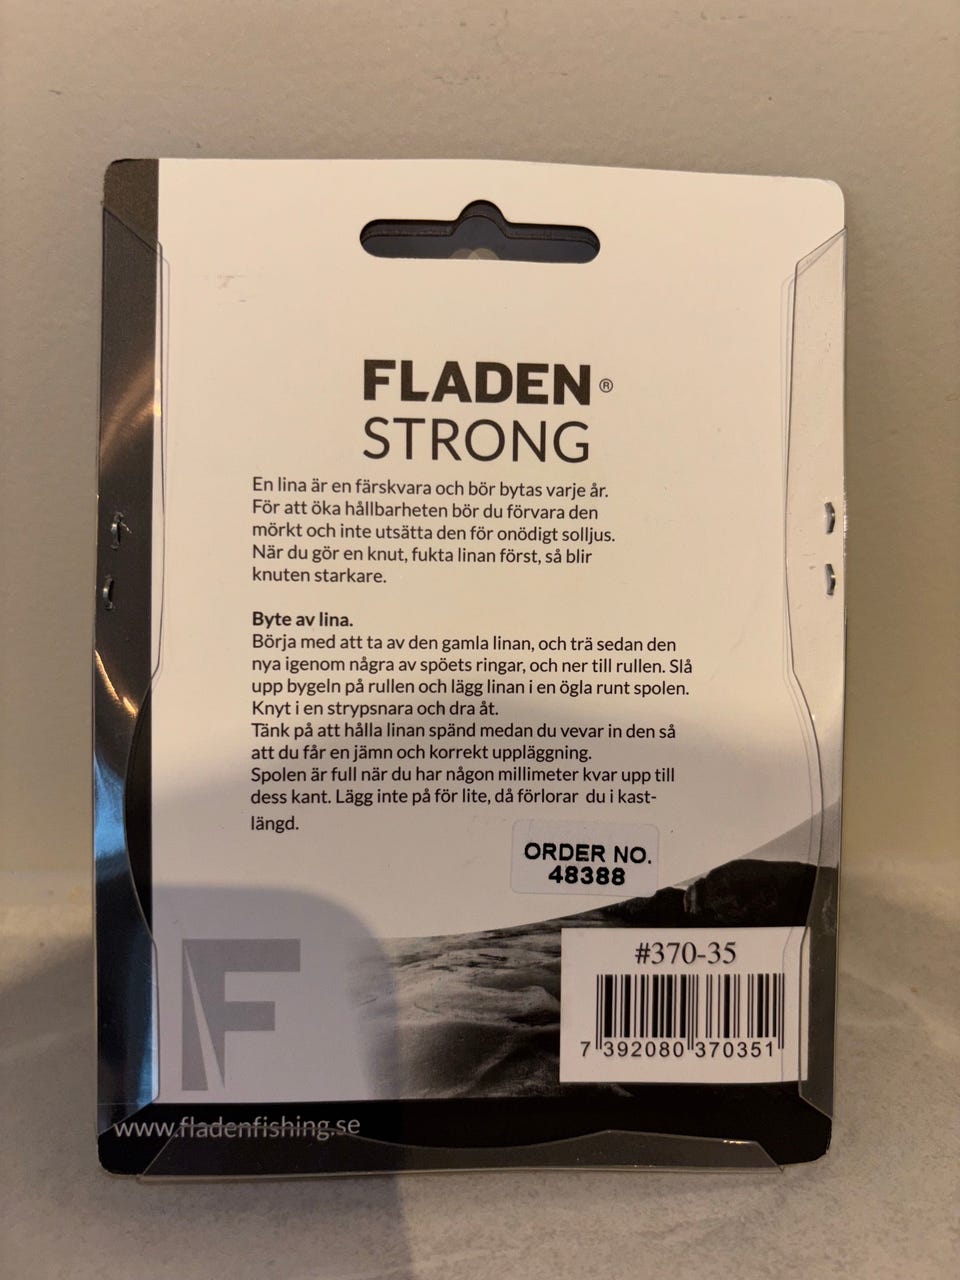 FLADEN®
STRONG
En lina är en färskvara och bör bytas varje år.
För att öka hållbarheten bör du förvara den
mörkt och inte utsätta den för onödigt solljus.
När du gör en knut, fukta linan först, så blir
knuten starkare.
Byte av lina.
Börja med att ta av den gamla linan, och trä sedan den
nya igenom några av spöets ringar, och ner till rullen. Slå
upp bygeln på rullen och lägg linan i en ögla runt spolen.
Knyt i en strypsnara och dra åt.
Tänk på att hålla linan spänd medan du vevar in den så
att du får en jämn och korrekt uppläggning.
Spolen är full när du har någon millimeter kvar upp till
dess kant. Lägg inte på för lite, då förlorar du i kast-
längd.
ORDER NO.
48388
#370-35
7 392080 370351
F
www.fladenfishing.se